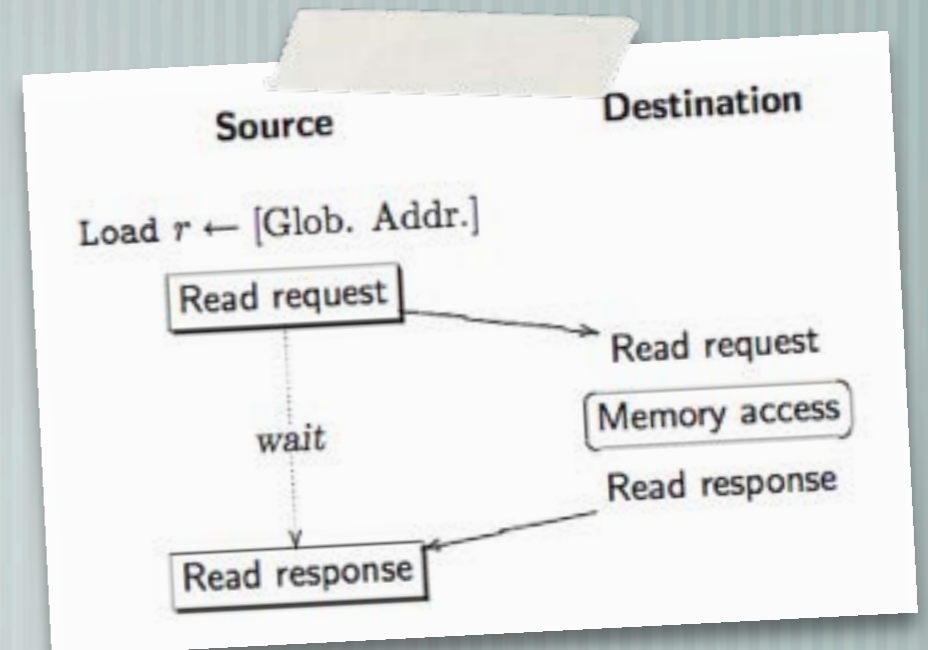 Source Destination
Load r ← [Glob. Addr.]
Read request
Read request
Memory access
wait
Read response
Read response